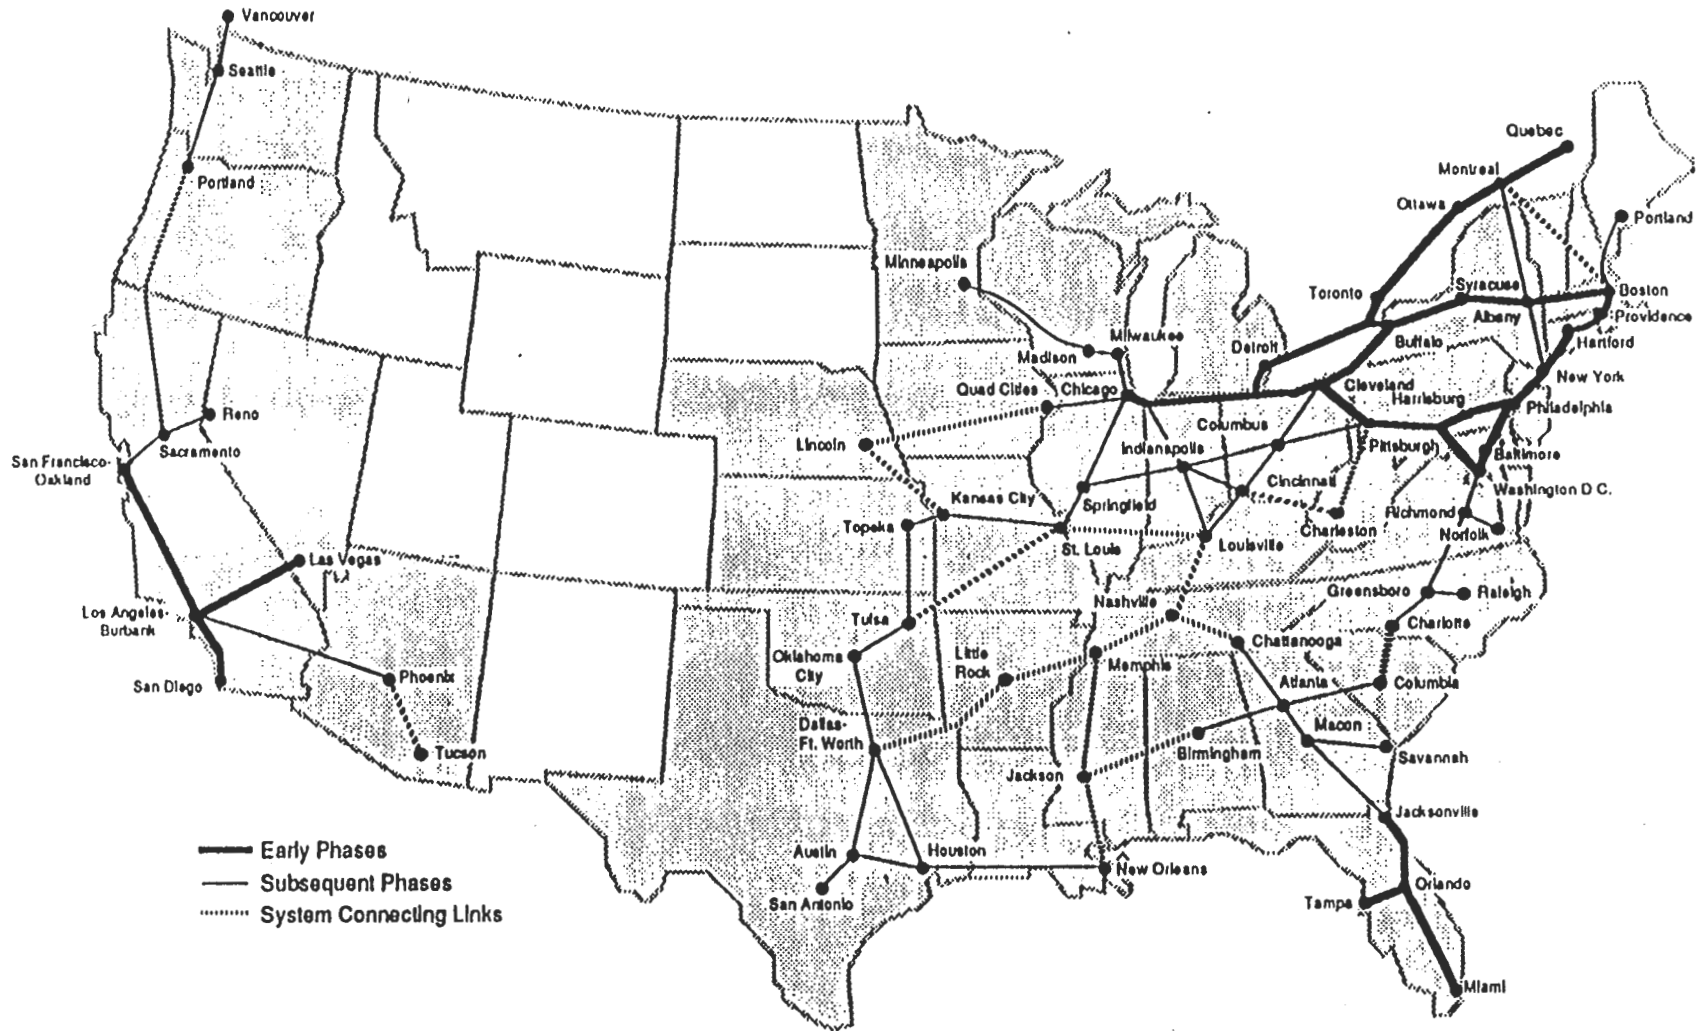 Vancouver
Seattle
Portland
Quebec
Montreal
Ottawa
Portland
Minneapolis
Toronto
Syracuse
Boston
Albany
Providence
Milwaukee
Madison
Detroit
Buffalo
Hartford
Quad Cities
Chicago
Cleveland
New York
Harrisburg
Philadelphia
Reno
Sacramento
Lincoln
Columbus
Indianapolis
Pittsburgh
Baltimore
San Francisco-
Oakland
Kansas City
Springfield
Cincinnati
Washington D C.
Topeka
St. Louis
Louisville
Charleston
Richmond
Norfolk
Las Vegas
Los Angeles-
Burbank
Nashville
Greensboro
Raleigh
Tulsa
Charlotte
Oklahoma
City
Little
Rock
Memphis
Chattanooga
San Diego
Phoenix
Atlanta
Columbia
Dallas-
Ft. Worth
Macon
Tucson
Birmingham
Savannah
Jackson
Jacksonville
Early Phases
Austin
Houston
New Orleans
Subsequent Phases
San Antonio
Orlando
Tampa
System Connecting Links
Miami